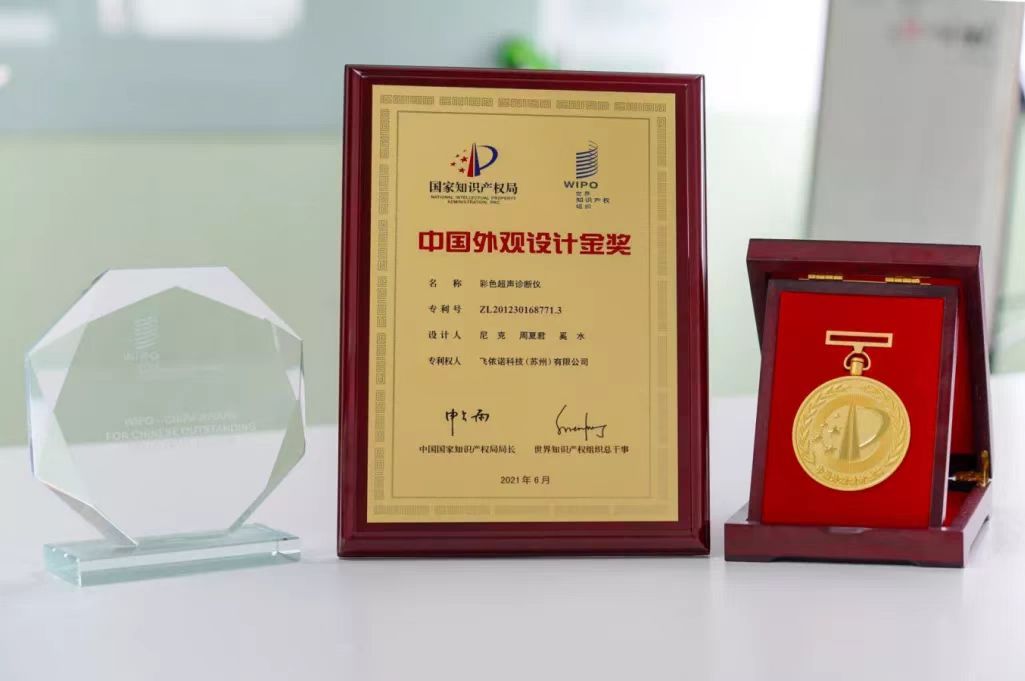 WIPO
WIPO-CHINA AWARD
FOR CHINESE OUTSTANDING
国家知识产权局
NATIONAL INTELLECTUAL PROPERTY
ADMINISTRATION, PRC
WIPO
世界
知识产权
组织
中国外观设计金奖
名 称 彩色超声诊断仪
专利号 ZL201230168771.3
设计人 尼克 周夏君 奚水
专利权人 飞依诺科技(苏州)有限公司
中国国家知识产权局局长 世界知识产权组织总干事
2021年6月